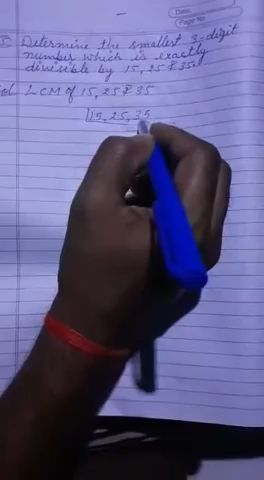 Date:
Page No.
Determine the smallest 3-digit
number which is exactly
divisible by 15, 25 & 35.
Sol LCM of 15, 25 & 35
15, 25, 35